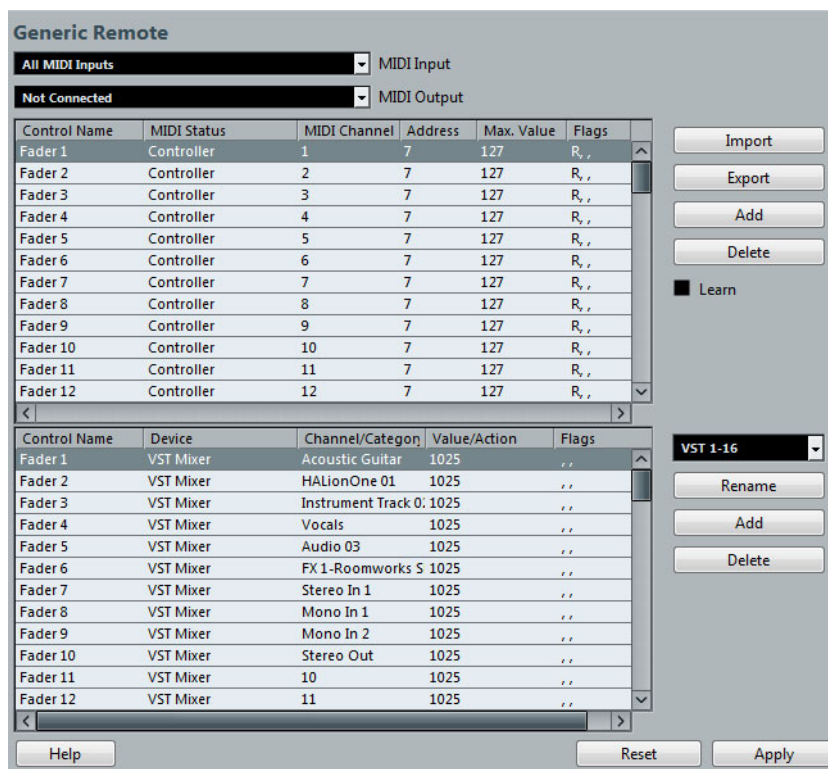 Generic Remote
All MIDI Inputs MIDI Input
Not Connected MIDI Output
Control Name MIDI Status MIDI Channel Address Max. Value Flags
Fader 1 Controller 1 7 127 R, ,
Fader 2 Controller 2 7 127 R, ,
Fader 3 Controller 3 7 127 R, ,
Fader 4 Controller 4 7 127 R, ,
Fader 5 Controller 5 7 127 R, ,
Fader 6 Controller 6 7 127 R, ,
Fader 7 Controller 7 7 127 R, ,
Fader 8 Controller 8 7 127 R, ,
Fader 9 Controller 9 7 127 R, ,
Fader 10 Controller 10 7 127 R, ,
Fader 11 Controller 11 7 127 R, ,
Fader 12 Controller 12 7 127 R, ,
Import
Export
Add
Delete
Learn
Control Name Device Channel/Categor Value/Action Flags
Fader 1 VST Mixer Acoustic Guitar 1025 , ,
Fader 2 VST Mixer HALionOne 01 1025 , ,
Fader 3 VST Mixer Instrument Track 0 1025 , ,
Fader 4 VST Mixer Vocals 1025 , ,
Fader 5 VST Mixer Audio 03 1025 , ,
Fader 6 VST Mixer FX 1-Roomworks S 1025 , ,
Fader 7 VST Mixer Stereo In 1 1025 , ,
Fader 8 VST Mixer Mono In 1 1025 , ,
Fader 9 VST Mixer Mono In 2 1025 , ,
Fader 10 VST Mixer Stereo Out 1025 , ,
Fader 11 VST Mixer 10 1025 , ,
Fader 12 VST Mixer 11 1025 , ,
VST 1-16
Rename
Add
Delete
Help Reset Apply